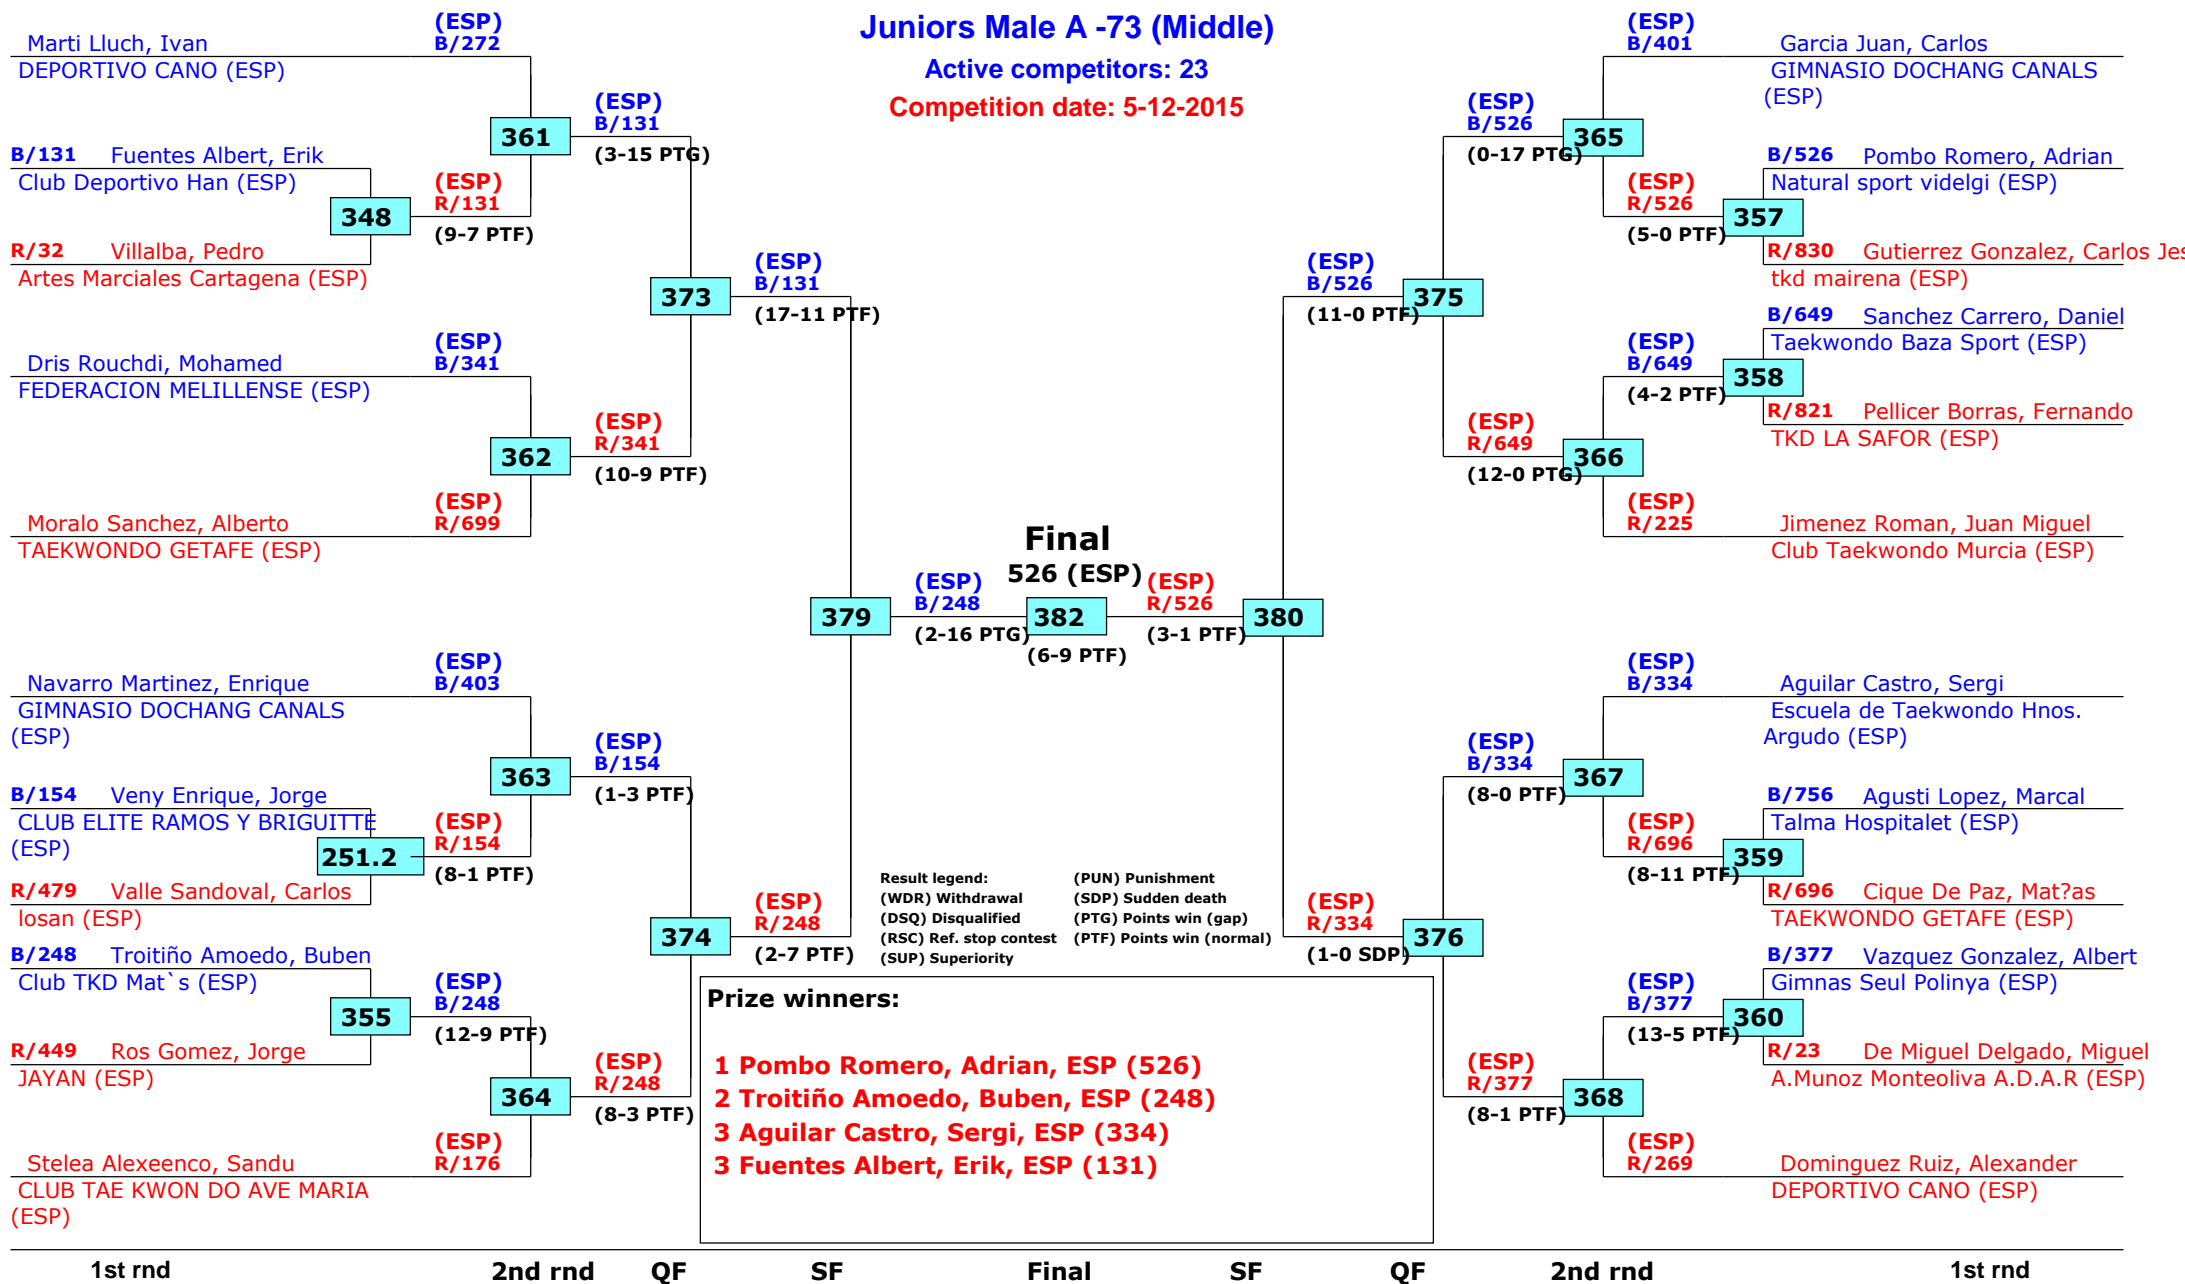 Juniors Male A -73 (Middle)
Active competitors: 23
Competition date: 5-12-2015
(ESP)
B/272
Marti Lluch, Ivan
DEPORTIVO CANO (ESP)
(ESP)
B/131
361
(3-15 PTG)
B/131 Fuentes Albert, Erik
Club Deportivo Han (ESP)
(ESP)
R/131
348
(9-7 PTF)
R/32 Villalba, Pedro
Artes Marciales Cartagena (ESP)
(ESP)
B/131
373
(17-11 PTF)
(ESP)
B/341
Dris Rouchdi, Mohamed
FEDERACION MELILLENSE (ESP)
(ESP)
R/341
362
(10-9 PTF)
(ESP)
R/699
Moralo Sanchez, Alberto
TAEKWONDO GETAFE (ESP)
379
(ESP)
B/248
(2-16 PTG)
(ESP)
B/403
Navarro Martinez, Enrique
GIMNASIO DOCHANG CANALS
(ESP)
(ESP)
B/154
363
(1-3 PTF)
B/154 Veny Enrique, Jorge
CLUB ELITE RAMOS Y BRIGUITTE
(ESP)
(ESP)
R/154
251.2
(8-1 PTF)
R/479 Valle Sandoval, Carlos
losan (ESP)
(ESP)
R/248
374
(2-7 PTF)
B/248 Troitiño Amoedo, Buben
Club TKD Mat`s (ESP)
(ESP)
B/248
355
(12-9 PTF)
R/449 Ros Gomez, Jorge
JAYAN (ESP)
(ESP)
R/248
364
(8-3 PTF)
(ESP)
R/176
Stelea Alexeenco, Sandu
CLUB TAE KWON DO AVE MARIA
(ESP)
Final
526 (ESP)
382
(6-9 PTF)
(ESP)
R/526
380
(3-1 PTF)
(ESP)
B/401
Garcia Juan, Carlos
GIMNASIO DOCHANG CANALS
(ESP)
(ESP)
B/526
365
(0-17 PTG)
B/526 Pombo Romero, Adrian
Natural sport videlgi (ESP)
(ESP)
R/526
357
(5-0 PTF)
R/830 Gutierrez Gonzalez, Carlos Jes
tkd mairena (ESP)
(ESP)
B/526
375
(11-0 PTF)
B/649 Sanchez Carrero, Daniel
Taekwondo Baza Sport (ESP)
(ESP)
B/649
358
(4-2 PTF)
R/821 Pellicer Borras, Fernando
TKD LA SAFOR (ESP)
(ESP)
R/649
366
(12-0 PTG)
(ESP)
R/225
Jimenez Roman, Juan Miguel
Club Taekwondo Murcia (ESP)
(ESP)
B/334
Aguilar Castro, Sergi
Escuela de Taekwondo Hnos.
Argudo (ESP)
(ESP)
B/334
367
(8-0 PTF)
B/756 Agusti Lopez, Marcal
Talma Hospitalet (ESP)
(ESP)
R/696
359
(8-11 PTF)
R/696 Cique De Paz, Mat?as
TAEKWONDO GETAFE (ESP)
(ESP)
R/334
376
(1-0 SDP)
B/377 Vazquez Gonzalez, Albert
Gimnas Seul Polinya (ESP)
(ESP)
B/377
360
(13-5 PTF)
R/23 De Miguel Delgado, Miguel
A.Munoz Monteoliva A.D.A.R (ESP)
(ESP)
R/377
368
(8-1 PTF)
(ESP)
R/269
Dominguez Ruiz, Alexander
DEPORTIVO CANO (ESP)
Result legend: (PUN) Punishment
(WDR) Withdrawal (SDP) Sudden death
(DSQ) Disqualified (PTG) Points win (gap)
(RSC) Ref. stop contest (PTF) Points win (normal)
(SUP) Superiority
Prize winners:
1 Pombo Romero, Adrian, ESP (526)
2 Troitiño Amoedo, Buben, ESP (248)
3 Aguilar Castro, Sergi, ESP (334)
3 Fuentes Albert, Erik, ESP (131)
1st rnd 2nd rnd QF SF Final SF QF 2nd rnd 1st rnd